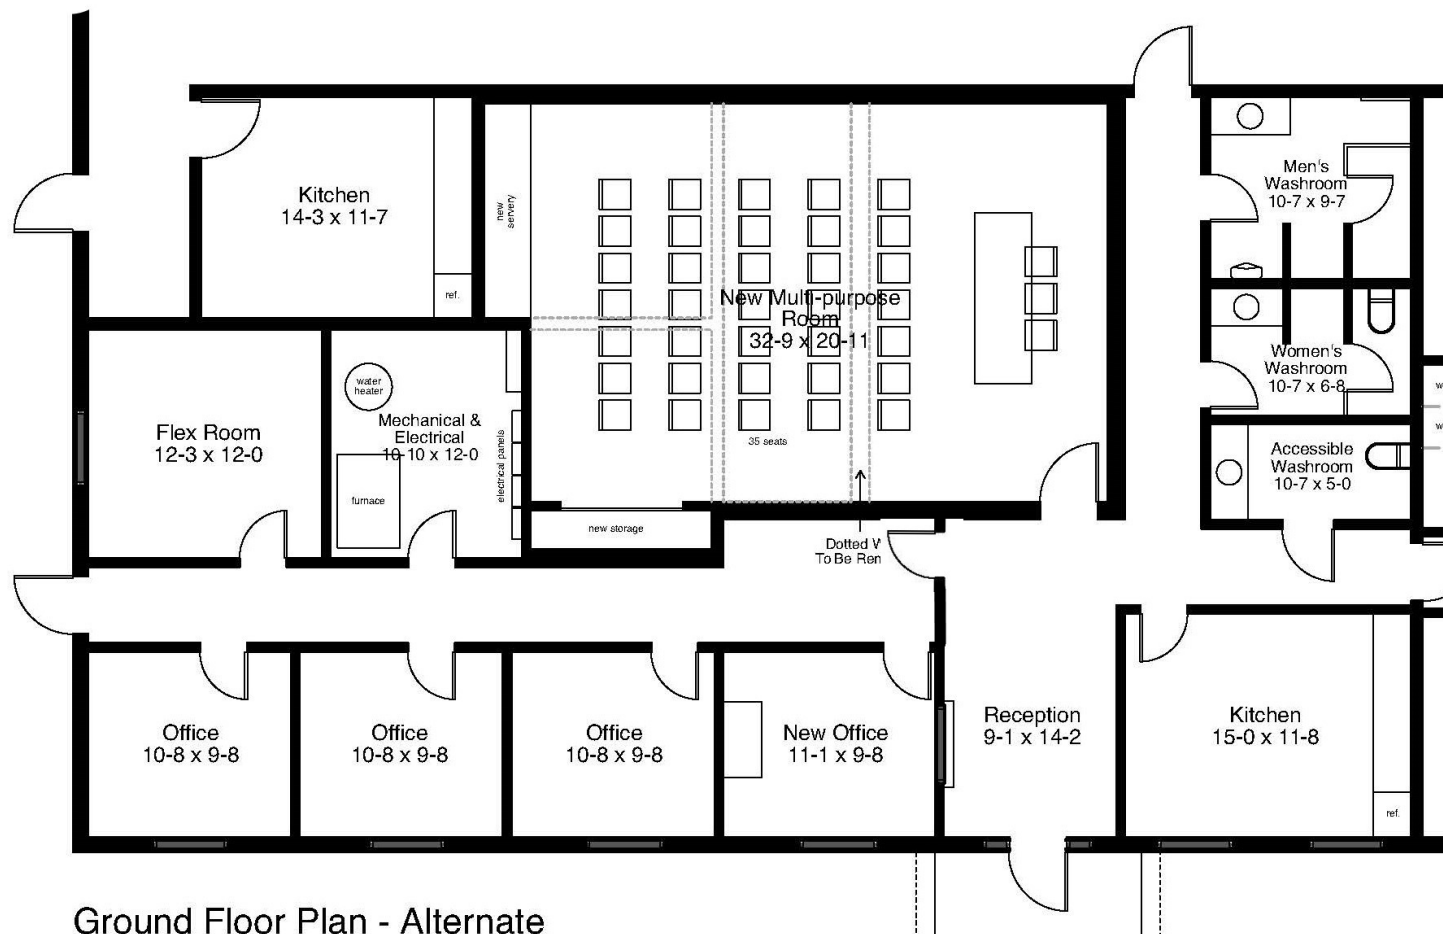 Kitchen
14-3 x 11-7
ref.
new
servery
New Multi-purpose
Room
32-9 x 20-11
35 seats
Men's
Washroom
10-7 x 9-7
Women's
Washroom
10-7 x 6-8
Accessible
Washroom
10-7 x 5-0
Flex Room
12-3 x 12-0
water
heater
Mechanical &
Electrical
10-10 x 12-0
furnace
electrical panels
new storage
Dotted
To Be
Office
10-8 x 9-8
Office
10-8 x 9-8
Office
10-8 x 9-8
New Office
11-1 x 9-8
Reception
9-1 x 14-2
Kitchen
15-0 x 11-8
ref.
Ground Floor Plan - Alternate